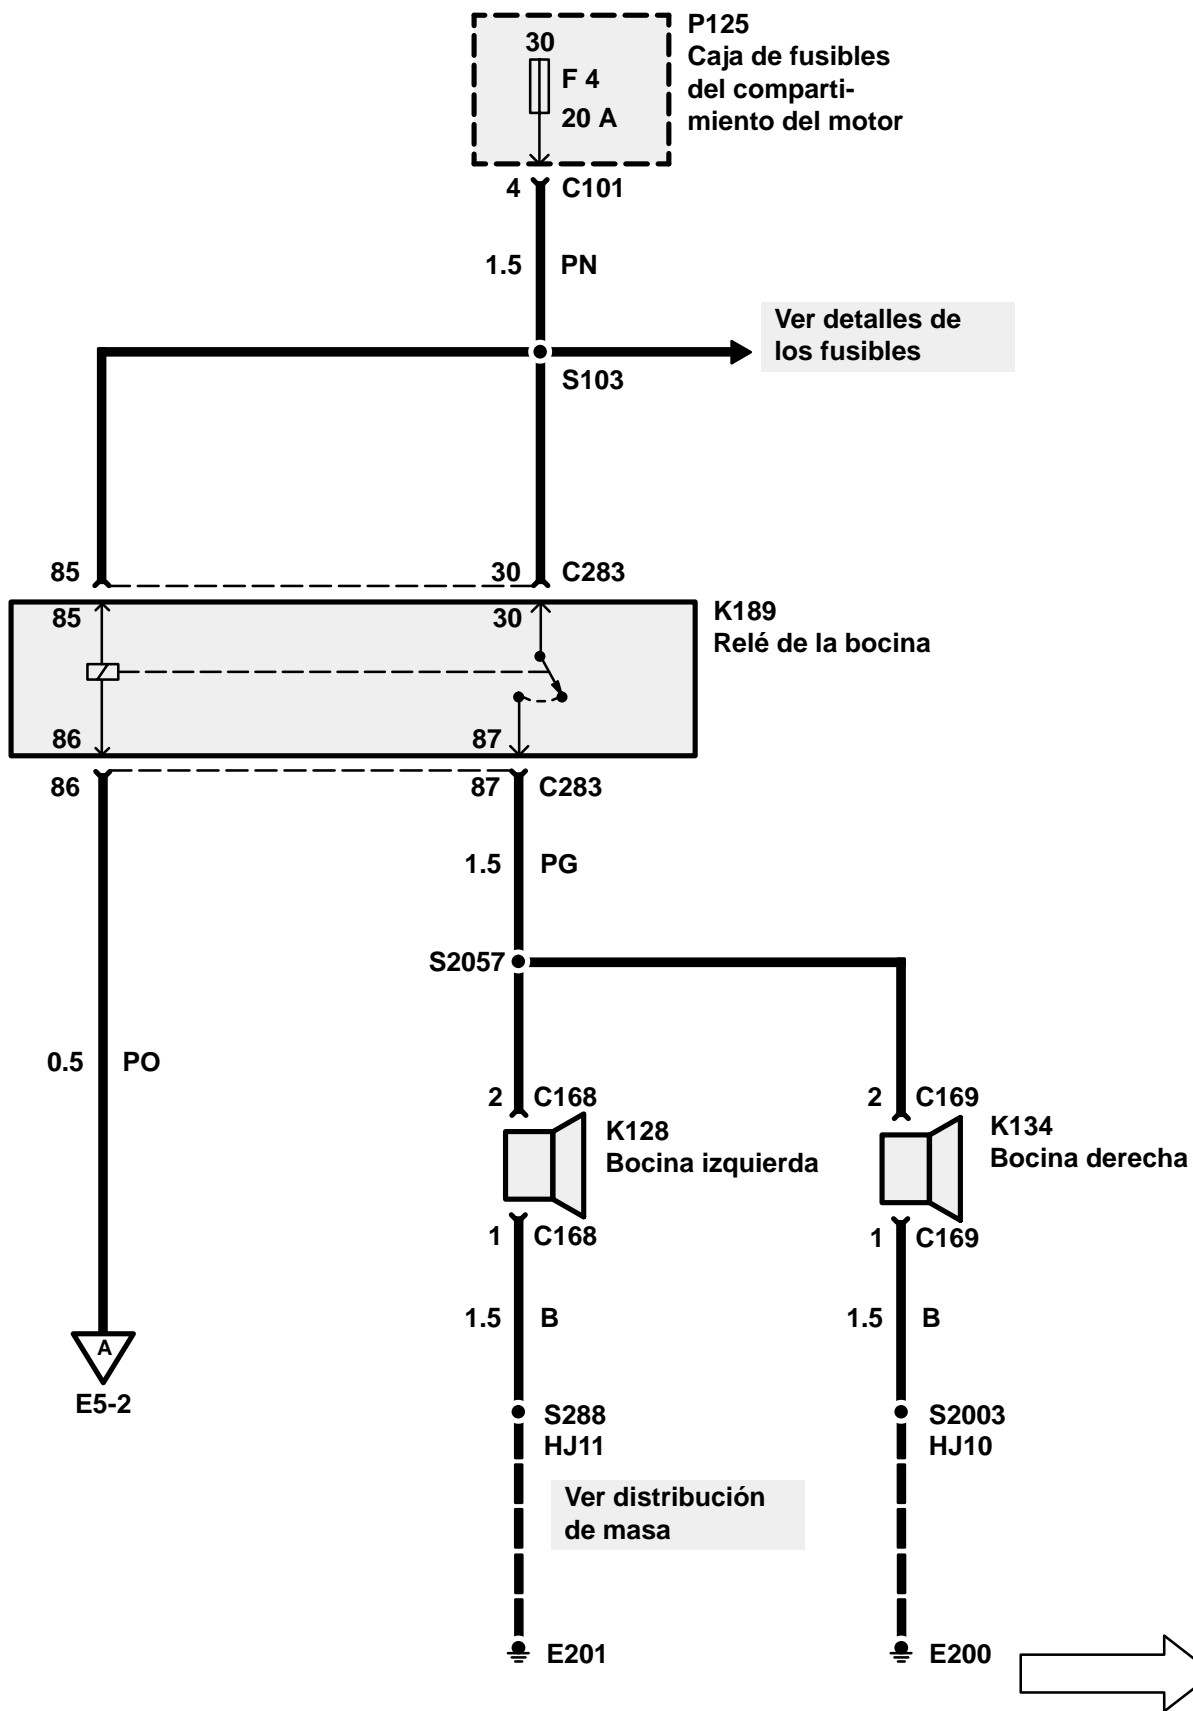 P125
Caja de fusibles
del comparti-
miento del motor
30
F 4
20 A
4 C101
1.5 PN
Ver detalles de
los fusibles
S103
85 30 C283
85 30
K189
Relé de la bocina
86 87
86 87 C283
1.5 PG
S2057
0.5 PO
2 C168
2 C169
K128
Bocina izquierda
K134
Bocina derecha
1 C168
1 C169
1.5 B
1.5 B
A
E5-2
S288
HJ11
S2003
HJ10
Ver distribución
de masa
E201
E200